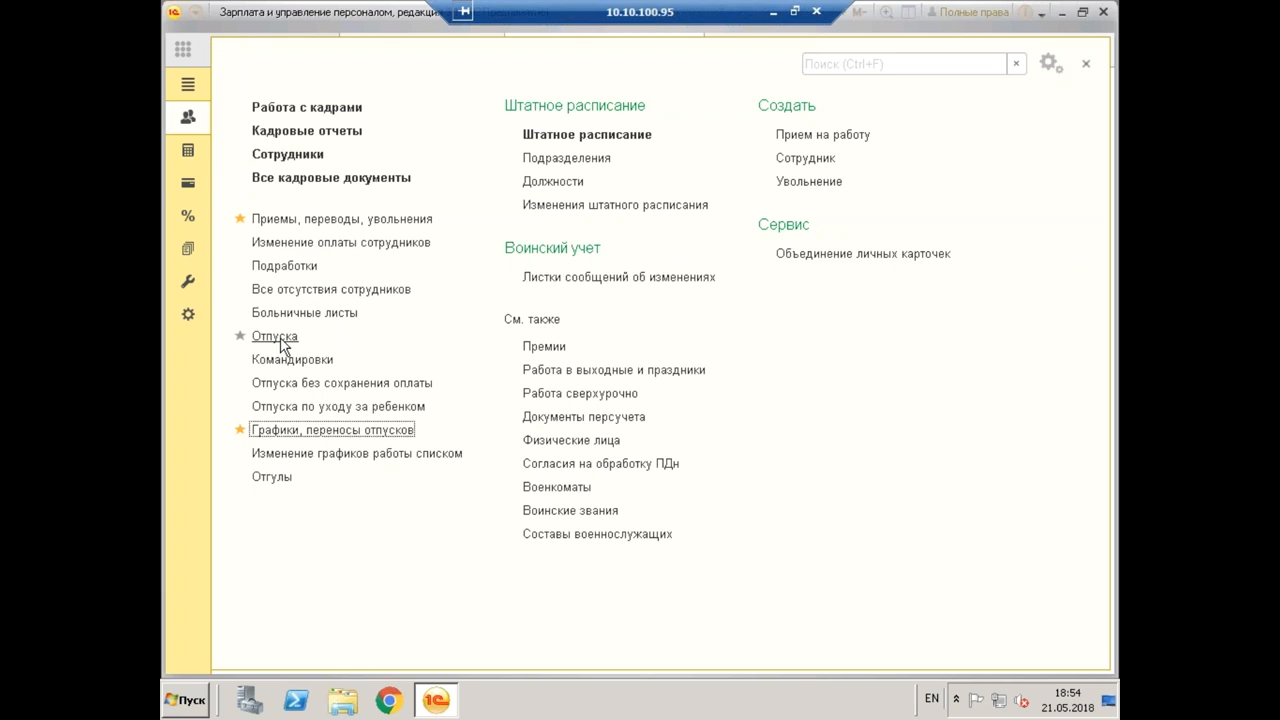 Зарплата и управление персоналом, редакция
10.10.100.95
M-
Полные права
Поиск (Ctrl+F)
Работа с кадрами
Кадровые отчеты
Сотрудники
Все кадровые документы
Приемы, переводы, увольнения
Изменение оплаты сотрудников
Подработки
Все отсутствия сотрудников
Больничные листы
Отпуска
Командировки
Отпуска без сохранения оплаты
Отпуска по уходу за ребенком
Графики, переносы отпусков
Изменение графиков работы списком
Отгулы
Штатное расписание
Штатное расписание
Подразделения
Должности
Изменения штатного расписания
Воинский учет
Листки сообщений об изменениях
См. также
Премии
Работа в выходные и праздники
Работа сверхурочно
Документы персучета
Физические лица
Согласия на обработку ПДн
Военкоматы
Воинские звания
Составы военнослужащих
Создать
Прием на работу
Сотрудник
Увольнение
Сервис
Объединение личных карточек
Пуск
EN
18:54
21.05.2018